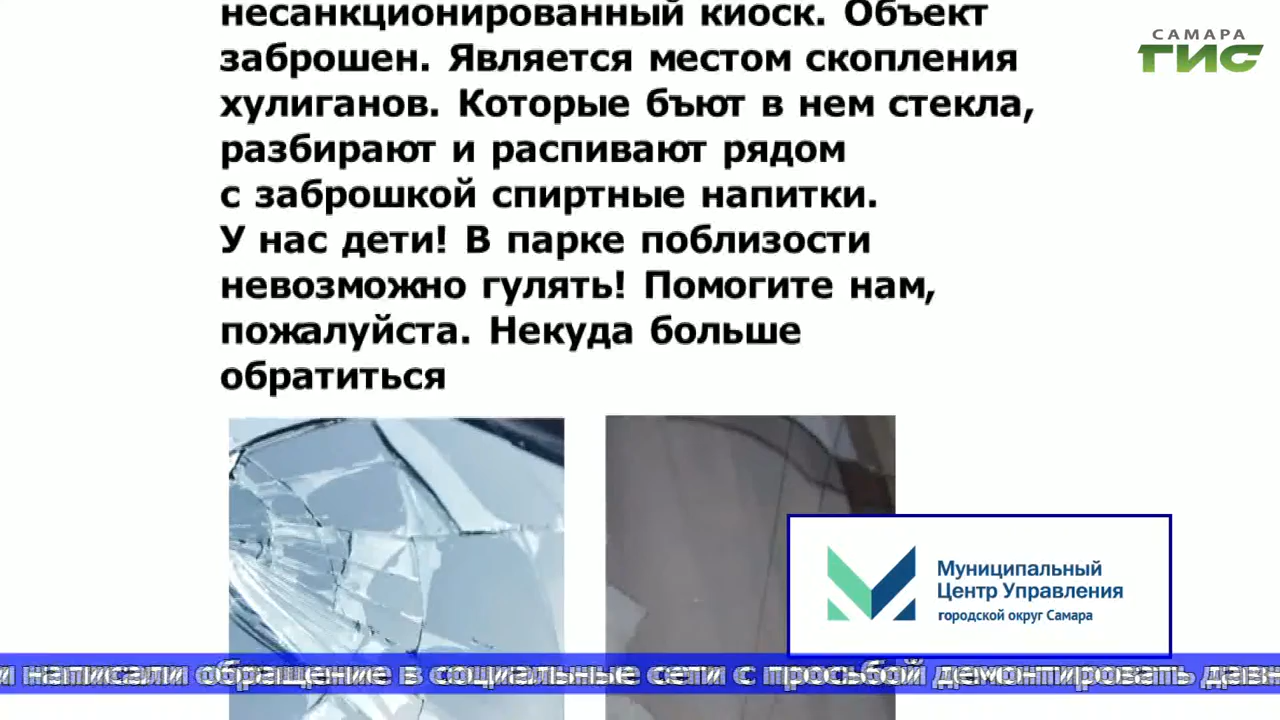 несанкционированный киоск. Объект
заброшен. Является местом скопления
хулиганов. Которые бъют в нем стекла,
разбирают и распивают рядом
с заброшкой спиртные напитки.
У нас дети! В парке поблизости
невозможно гулять! Помогите нам,
пожалуйста. Некуда больше
обратиться
САМАРА
ГИС
Муниципальный
Центр Управления
городской округ Самара
и написали обращение в социальные сети с просьбой демонтировать давн